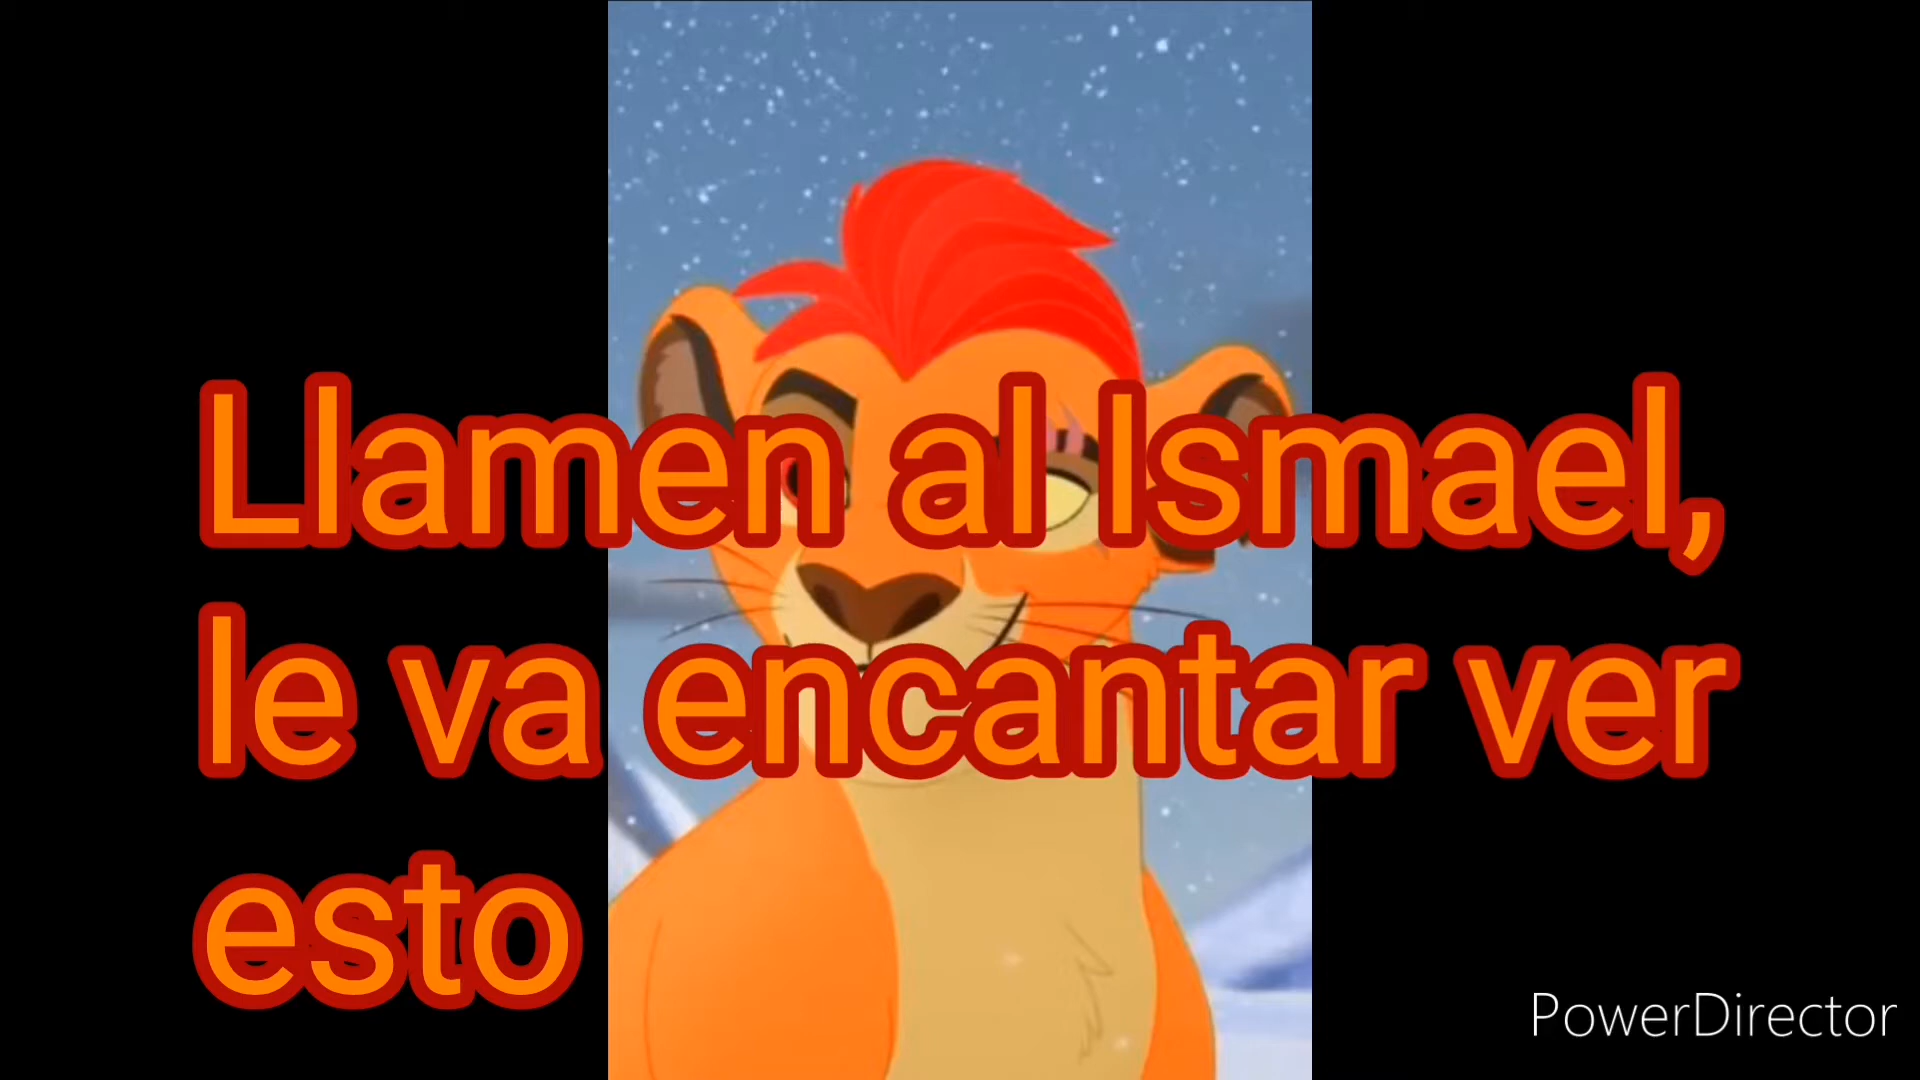 Llamen al Ismael,
le va encantar ver
esto
PowerDirector